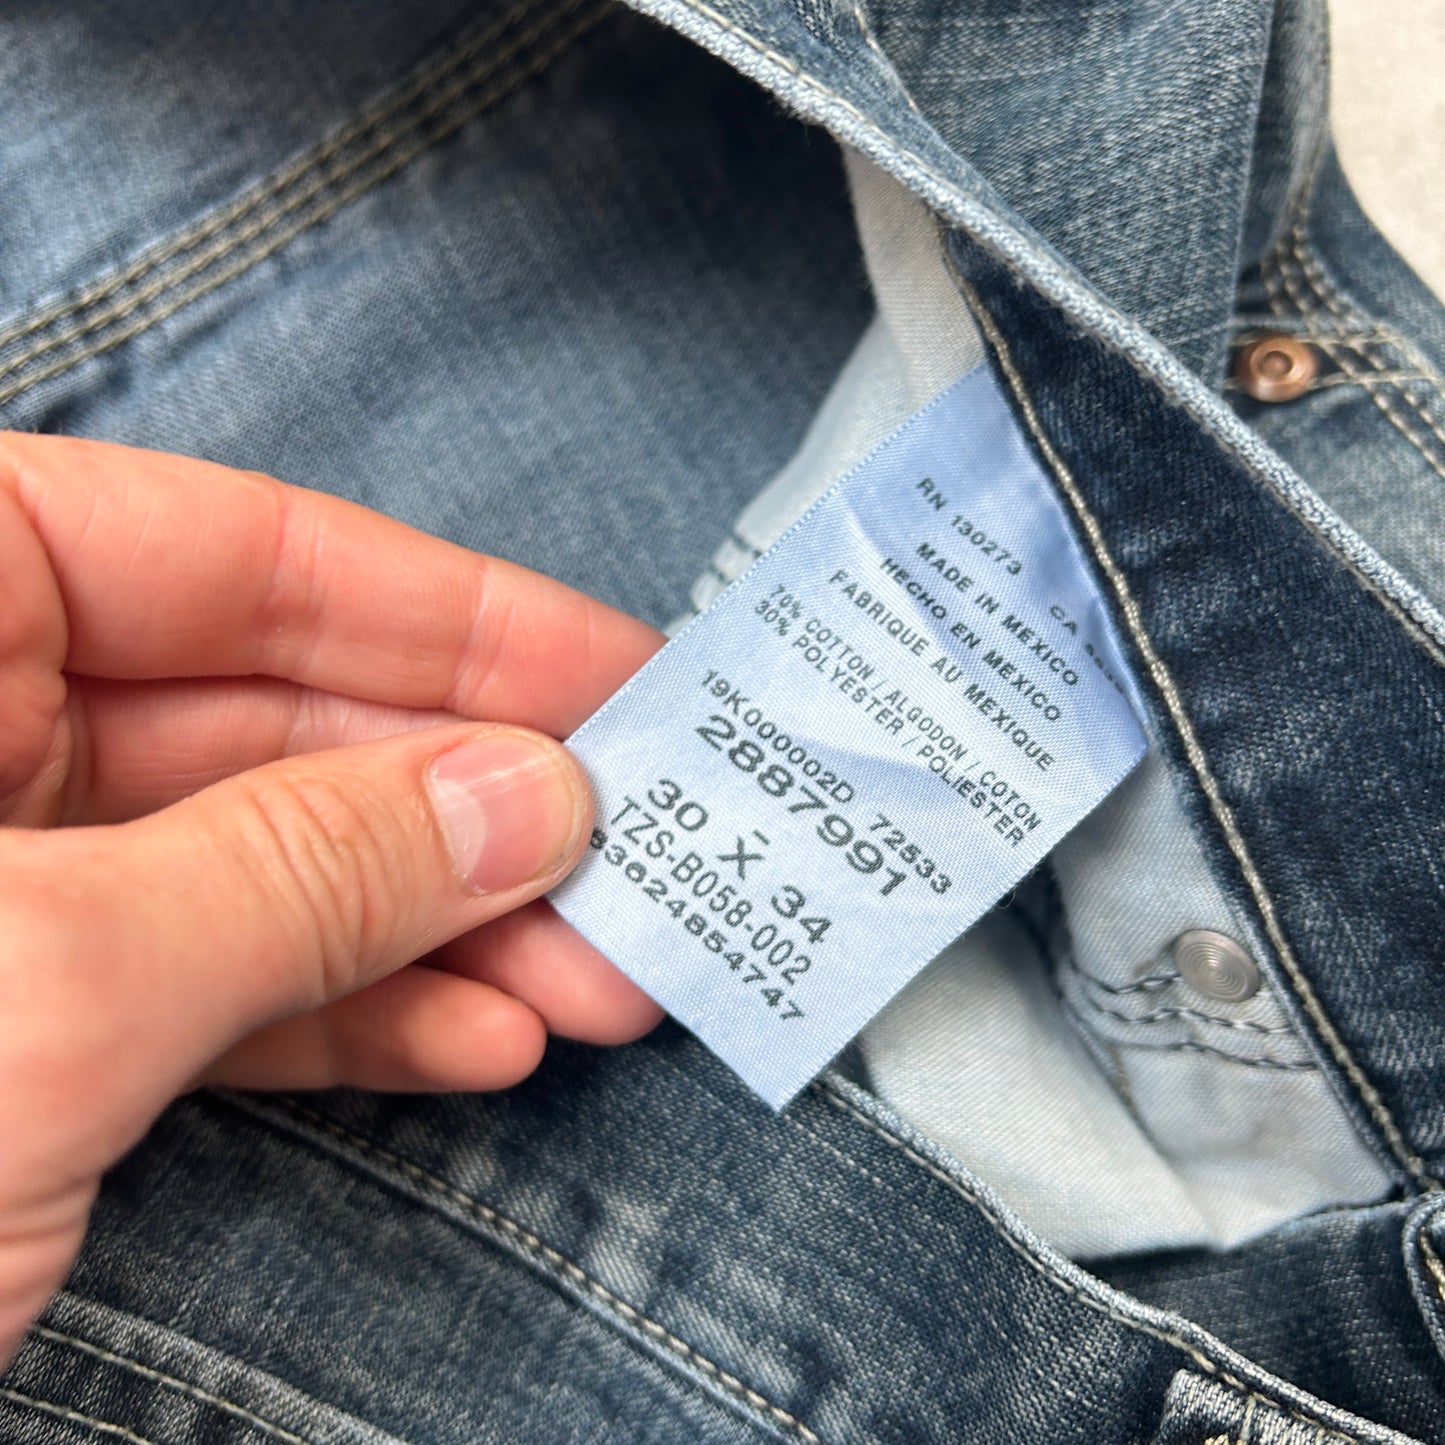 RN 130273 CA
MADE IN MEXICO
HECHO EN MEXICO
FABRIQUE AU MEXIQUE
70% COTTON / ALGODON / COTON
30% POLYESTER / POLIESTER
19K000002D 72533
2887991
30 X 34
TZS-B058-002
83624854747